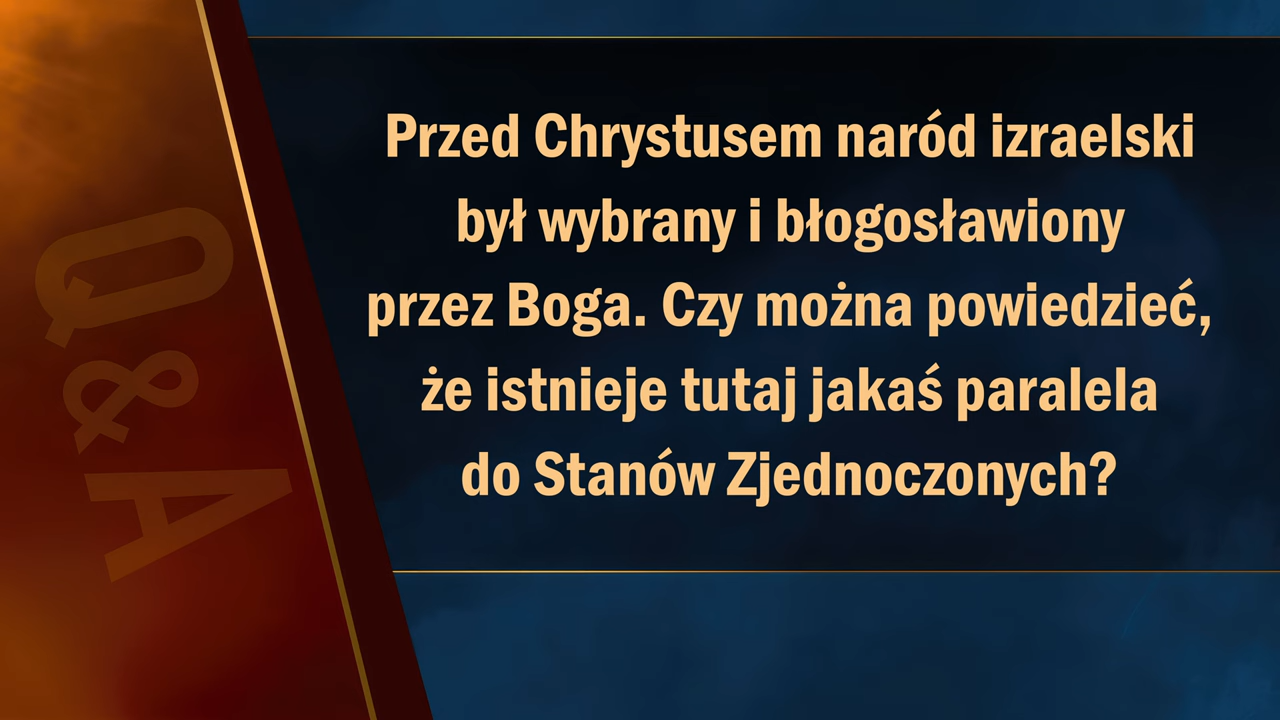 Przed Chrystusem naród izraelski
był wybrany i błogosławiony
przez Boga. Czy można powiedzieć,
że istnieje tutaj jakaś paralela
do Stanów Zjednoczonych?
Q&A